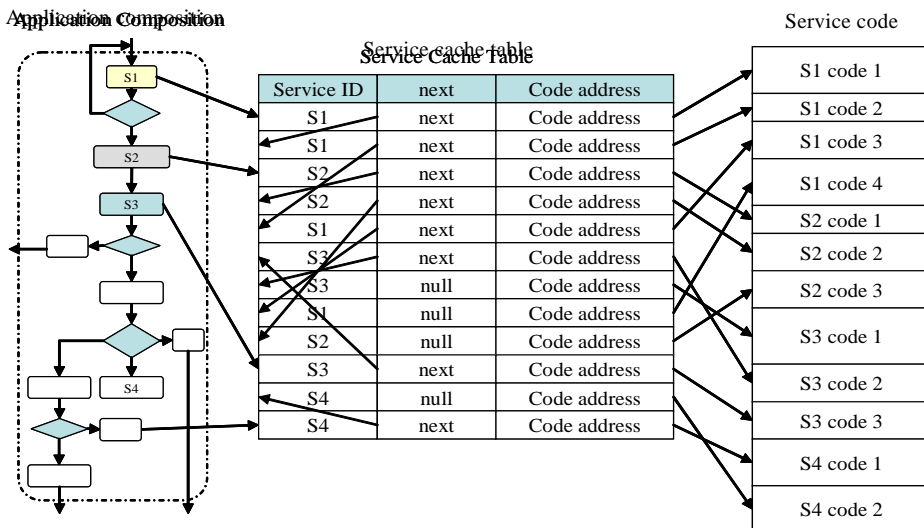 Application composition
Application Composition
S1
S2
S3
S4
Service cache table
Service Cache Table
Service ID next Code address
S1 next Code address
S1 next Code address
S2 next Code address
S2 next Code address
S1 next Code address
S3 next Code address
S3 null Code address
S1 null Code address
S2 null Code address
S3 next Code address
S4 null Code address
S4 next Code address
Service code
S1 code 1
S1 code 2
S1 code 3
S1 code 4
S2 code 1
S2 code 2
S2 code 3
S3 code 1
S3 code 2
S3 code 3
S4 code 1
S4 code 2